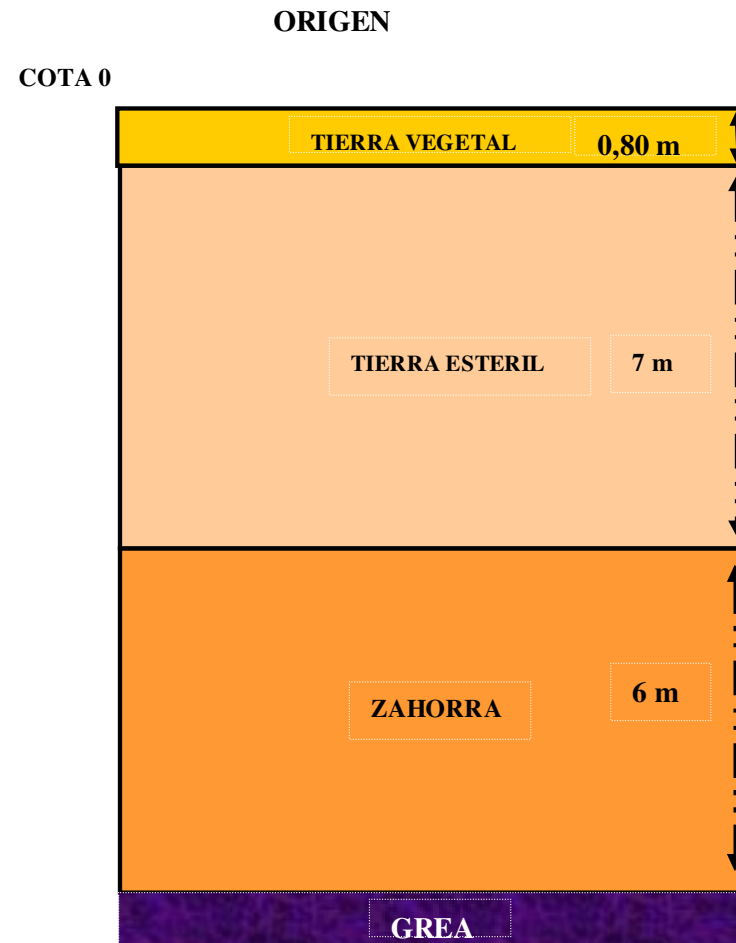 ORIGEN
COTA 0
TIERRA VEGETAL 0,80 m
TIERRA ESTERIL 7 m
ZAHORRA 6 m
GREA